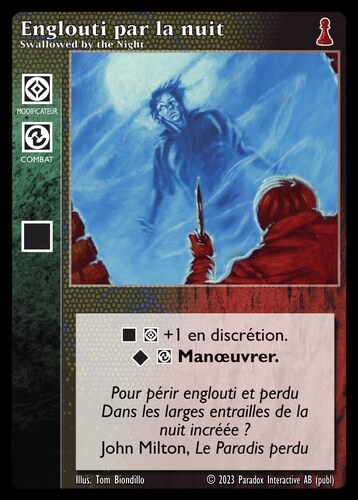 Englouti par la nuit
Swallowed by the Night
MODIFICATEUR
COMBAT
+1 en discrétion.
Manœuvrer.
Pour périr englouti et perdu
Dans les larges entrailles de la
nuit incréée ?
John Milton, Le Paradis perdu
Illus. Tom Biondillo
© 2023 Paradox Interactive AB (publ)